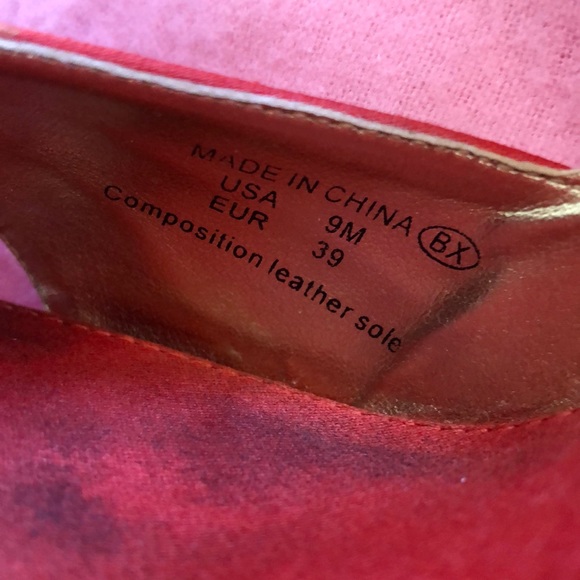 MADE IN CHINA BX
USA 9M
EUR 39
Composition leather sole